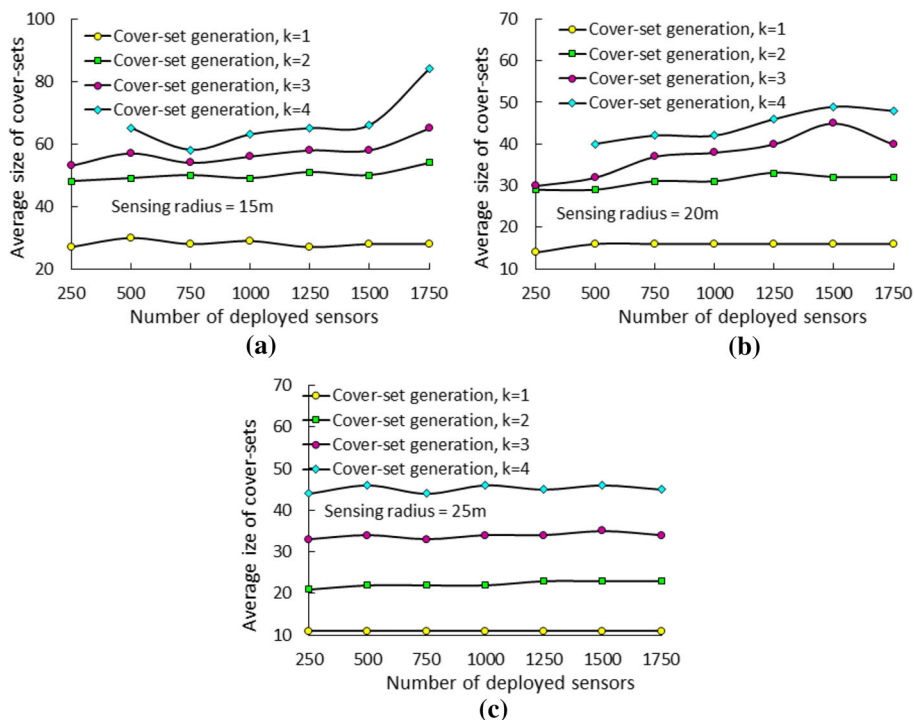 Average size of cover-sets
100
80
60
40
20
Cover-set generation, k=1
Cover-set generation, k=2
Cover-set generation, k=3
Cover-set generation, k=4
Sensing radius = 15m
250 500 750 1000 1250 1500 1750
Number of deployed sensors
(a)
Average size of cover-sets
70
60
50
40
30
20
10
Cover-set generation, k=1
Cover-set generation, k=2
Cover-set generation, k=3
Cover-set generation, k=4
Sensing radius = 20m
250 500 750 1000 1250 1500 1750
Number of deployed sensors
(b)
Average ize of cover-sets
70
60
50
40
30
20
10
Cover-set generation, k=1
Cover-set generation, k=2
Cover-set generation, k=3
Cover-set generation, k=4
Sensing radius = 25m
250 500 750 1000 1250 1500 1750
Number of deployed sensors
(c)